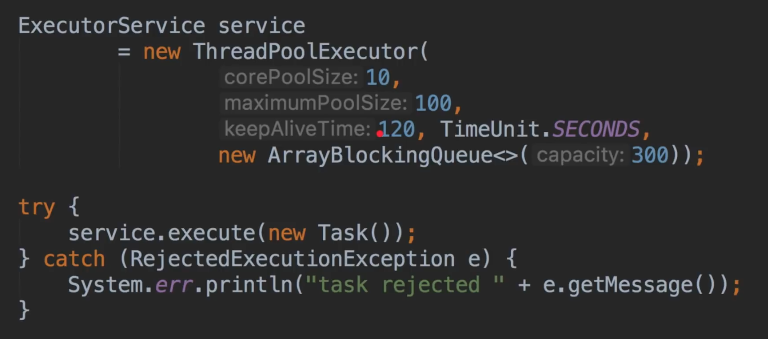 ExecutorService service
= new ThreadPoolExecutor(
corePoolSize: 10,
maximumPoolSize: 100,
keepAliveTime: 120, TimeUnit.SECONDS,
new ArrayBlockingQueue<>( capacity: 300));
try {
service.execute(new Task());
} catch (RejectedExecutionException e) {
System.err.println("task rejected " + e.getMessage());
}